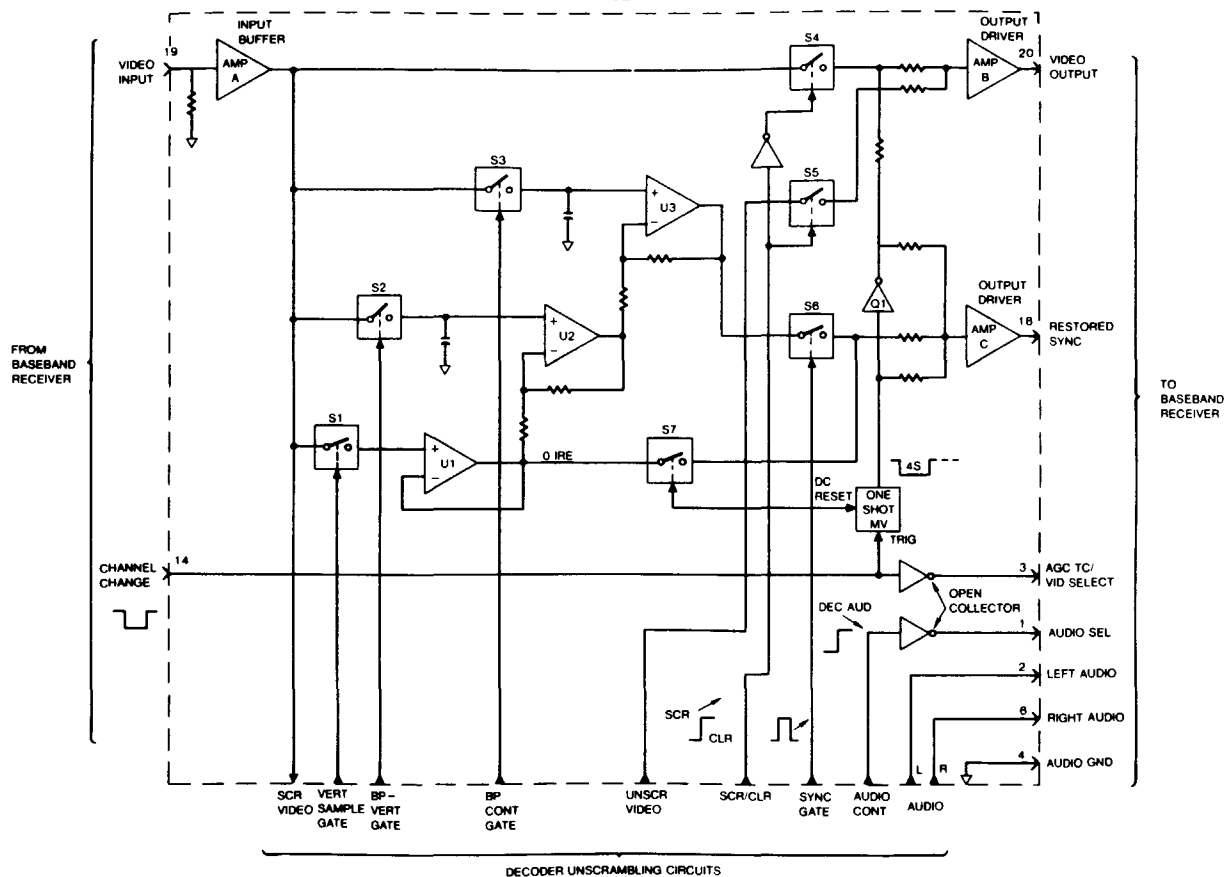 INPUT
BUFFER
OUTPUT
DRIVER
19
VIDEO
INPUT
AMP
A
S4
AMP
B
20
VIDEO
OUTPUT
S3
S5
+
U3
−
S2
+
U2
−
S6
Q1
OUTPUT
DRIVER
AMP
C
18
RESTORED
SYNC
FROM
BASEBAND
RECEIVER
TO
BASEBAND
RECEIVER
S1
+
U1
−
0 IRE
S7
4S
DC
RESET
ONE
SHOT
MV
TRIG
CHANNEL
CHANGE
14
3
AGC TC/
VID SELECT
OPEN
COLLECTOR
DEC AUD
1
AUDIO SEL
2
LEFT AUDIO
SCR
CLR
6
RIGHT AUDIO
4
AUDIO GND
L
R
SCR
VIDEO
VERT
SAMPLE
GATE
BP-
VERT
GATE
BP
CONT
GATE
UNSCR
VIDEO
SCR/CLR
SYNC
GATE
AUDIO
CONT
AUDIO
DECODER UNSCRAMBLING CIRCUITS